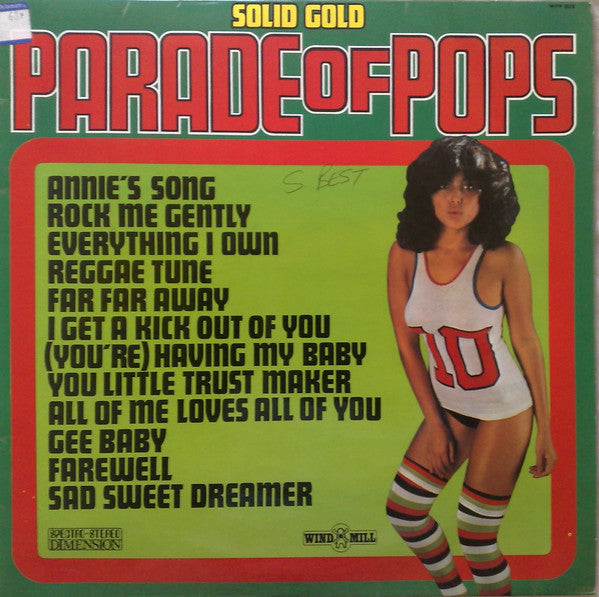 SOLID GOLD
PARADE OF POPS
S BEST
ANNIE'S SONG
ROCK ME GENTLY
EVERYTHING I OWN
REGGAE TUNE
FAR FAR AWAY
I GET A KICK OUT OF YOU
(YOU'RE) HAVING MY BABY
YOU LITTLE TRUST MAKER
ALL OF ME LOVES ALL OF YOU
GEE BABY
FAREWELL
SAD SWEET DREAMER
10
SPECTRO-STEREO
DIMENSION
WIND MILL